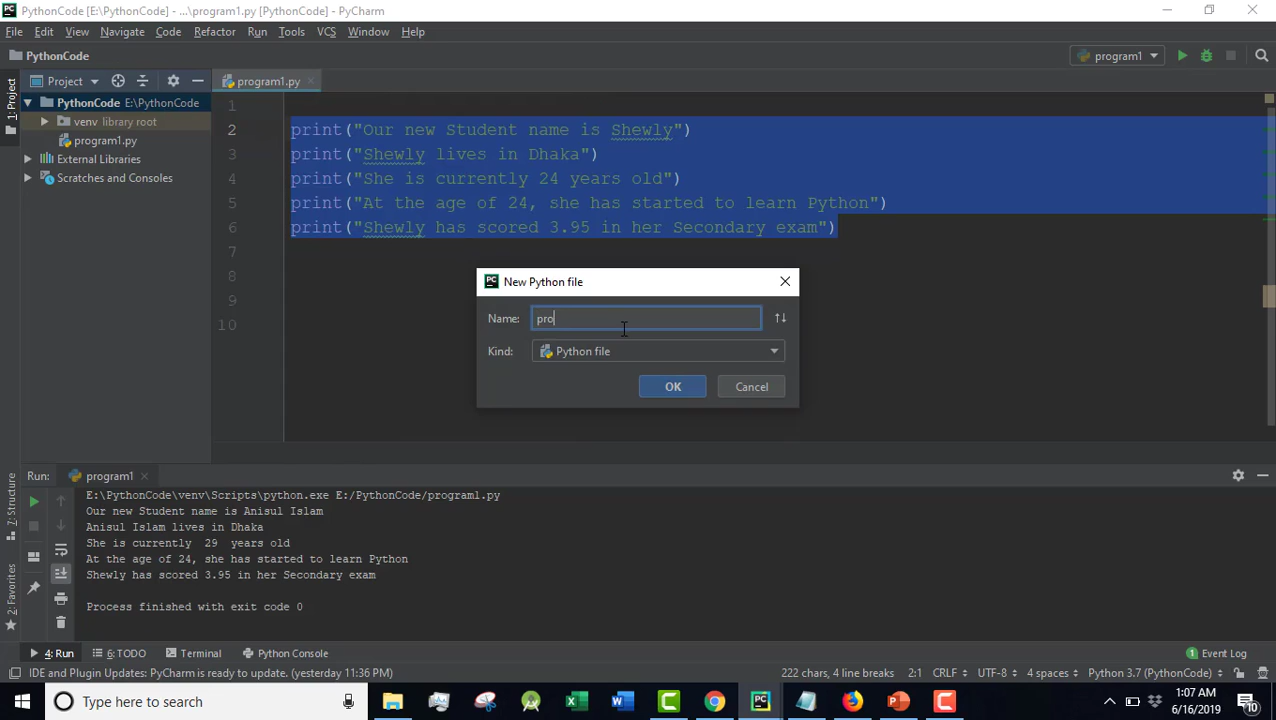 PythonCode [E:\PythonCode] - ...\program1.py [PythonCode] - PyCharm
File Edit View Navigate Code Refactor Run Tools VCS Window Help
PythonCode
program1
1: Project
Project
program1.py
PythonCode E:\PythonCode
venv library root
program1.py
External Libraries
Scratches and Consoles
1
2 print("Our new Student name is Shewly")
3 print("Shewly lives in Dhaka")
4 print("She is currently 24 years old")
5 print("At the age of 24, she has started to learn Python")
6 print("Shewly has scored 3.95 in her Secondary exam")
7
8
9
10
New Python file
Name: pro
Kind: Python file
OK Cancel
Run: program1
E:\PythonCode\venv\Scripts\python.exe E:/PythonCode/program1.py
Our new Student name is Anisul Islam
Anisul Islam lives in Dhaka
She is currently  29  years old
At the age of 24, she has started to learn Python
Shewly has scored 3.95 in her Secondary exam
Process finished with exit code 0
7: Structure
2: Favorites
4: Run 6: TODO Terminal Python Console 1 Event Log
IDE and Plugin Updates: PyCharm is ready to update. (yesterday 11:36 PM) 222 chars, 4 line breaks 2:1 CRLF UTF-8 4 spaces Python 3.7 (PythonCode)
Type here to search
1:07 AM
6/16/2019
10